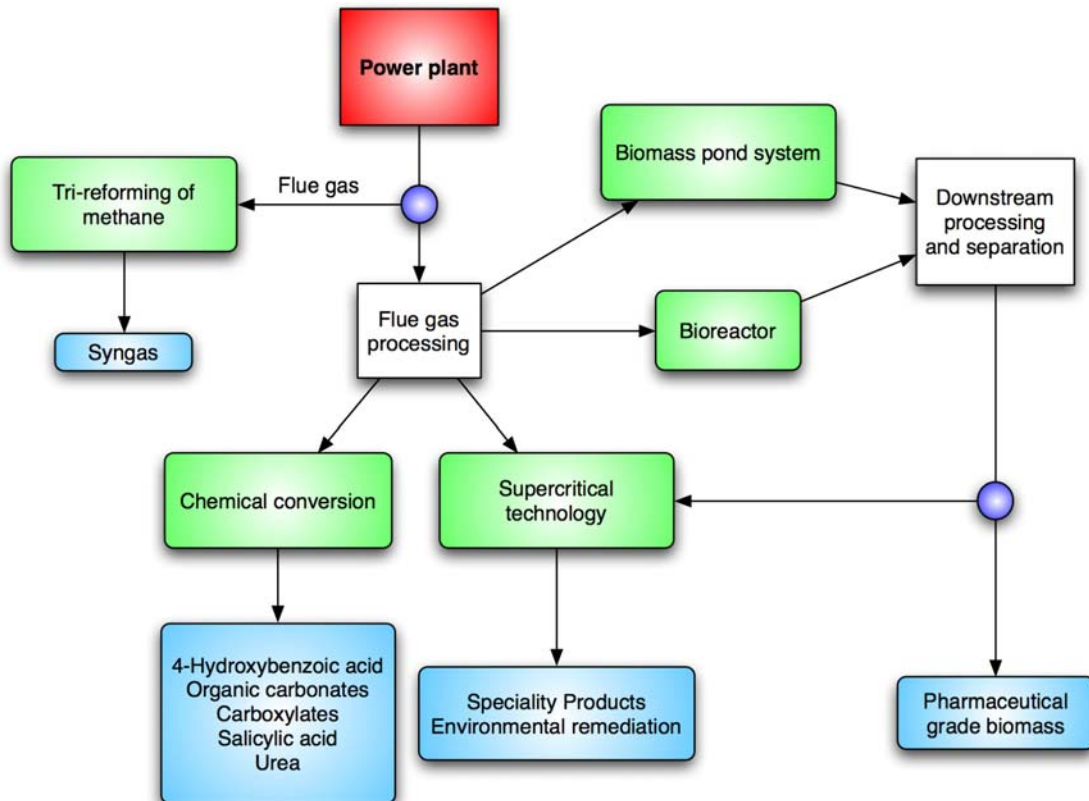 Power plant
Flue gas
Tri-reforming of
methane
Syngas
Biomass pond system
Downstream
processing
and separation
Flue gas
processing
Bioreactor
Chemical conversion
Supercritical
technology
4-Hydroxybenzoic acid
Organic carbonates
Carboxylates
Salicylic acid
Urea
Speciality Products
Environmental remediation
Pharmaceutical
grade biomass